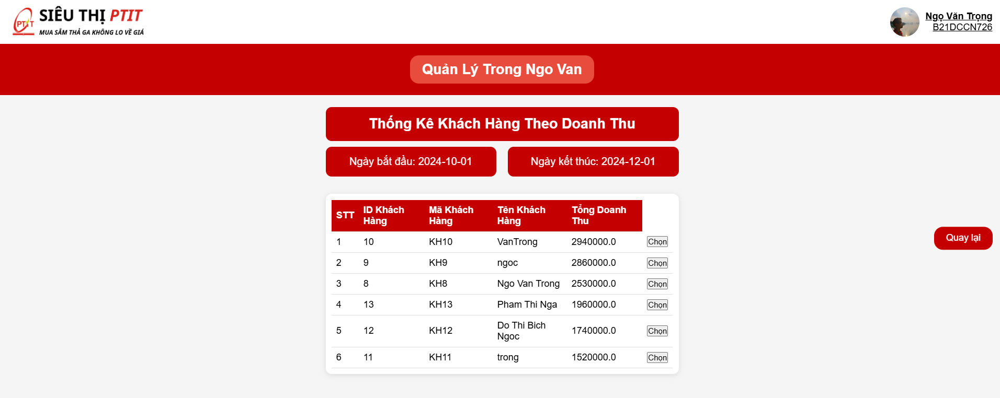 PTIT
SIÊU THỊ PTIT
MUA SẮM THẢ GA KHÔNG LO VỀ GIÁ
Ngọ Văn Trọng
B21DCCN726
Quản Lý Trong Ngo Van
Thống Kê Khách Hàng Theo Doanh Thu
Ngày bắt đầu: 2024-10-01 Ngày kết thúc: 2024-12-01
STT ID Khách Hàng Mã Khách Hàng Tên Khách Hàng Tổng Doanh Thu
1 10 KH10 VanTrong 2940000.0 Chọn
2 9 KH9 ngoc 2860000.0 Chọn
3 8 KH8 Ngo Van Trong 2530000.0 Chọn
4 13 KH13 Pham Thi Nga 1960000.0 Chọn
5 12 KH12 Do Thi Bich Ngoc 1740000.0 Chọn
6 11 KH11 trong 1520000.0 Chọn
Quay lại